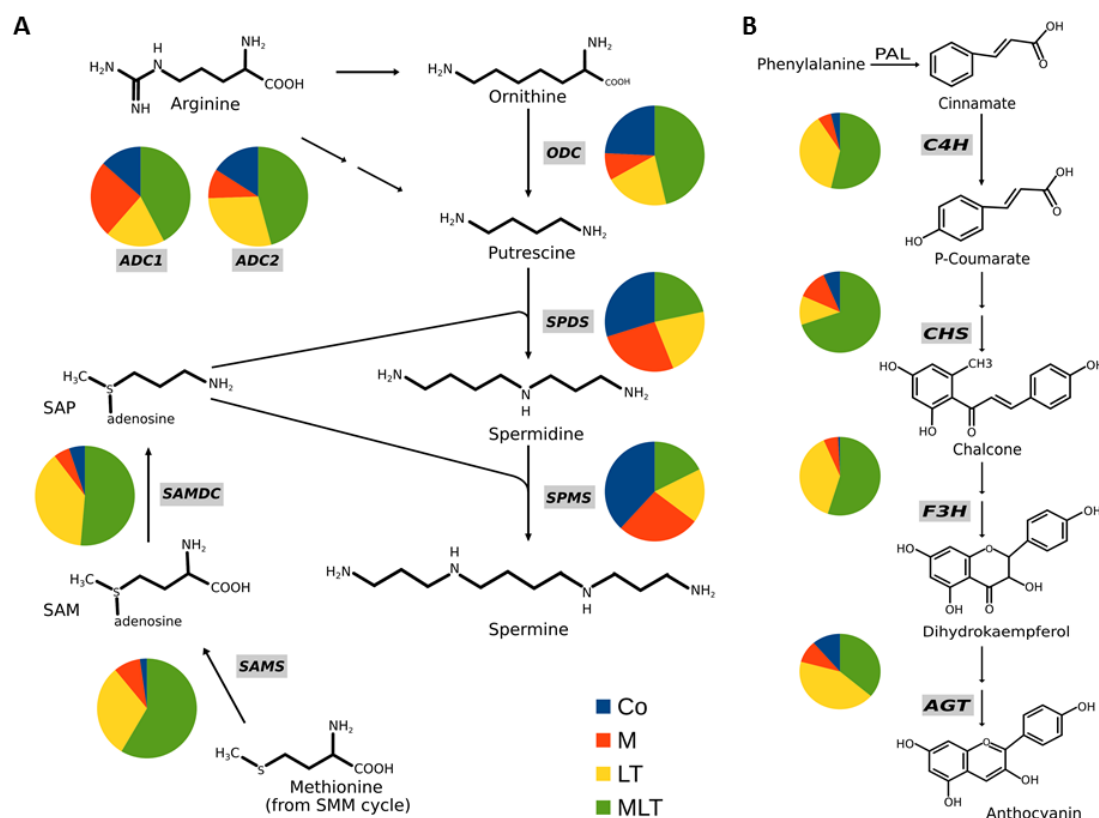 A
H
N
NH₂
H₂N
COOH
NH
Arginine
NH₂
H₂N
COOH
Ornithine
ODC
ADC1
ADC2
H₂N
NH₂
Putrescine
SPDS
H₃C
S
NH₂
adenosine
SAP
H₂N
N
H
NH₂
Spermidine
SAMDC
SPMS
NH₂
H₃C
S
COOH
adenosine
SAM
H₂N
H
N
N
H
NH₂
Spermine
SAMS
NH₂
H₃C
S
COOH
Methionine
(from SMM cycle)
Co
M
LT
MLT
B
Phenylalanine
PAL
OH
O
Cinnamate
C4H
OH
O
HO
P-Coumarate
CHS
HO
CH3
OH
OH
O
Chalcone
F3H
OH
HO
O
OH
OH
O
Dihydrokaempferol
AGT
OH
HO
O
OH
OH
Anthocyanin